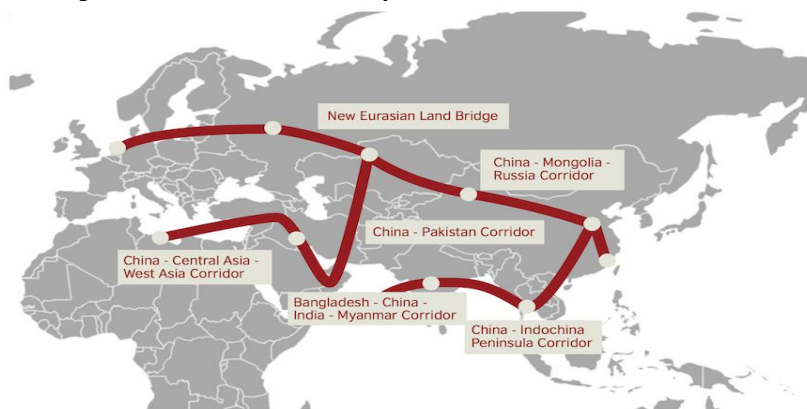 New Eurasian Land Bridge
China - Mongolia -
Russia Corridor
China - Pakistan Corridor
China - Central Asia -
West Asia Corridor
Bangladesh - China -
India - Myanmar Corridor
China - Indochina
Peninsula Corridor